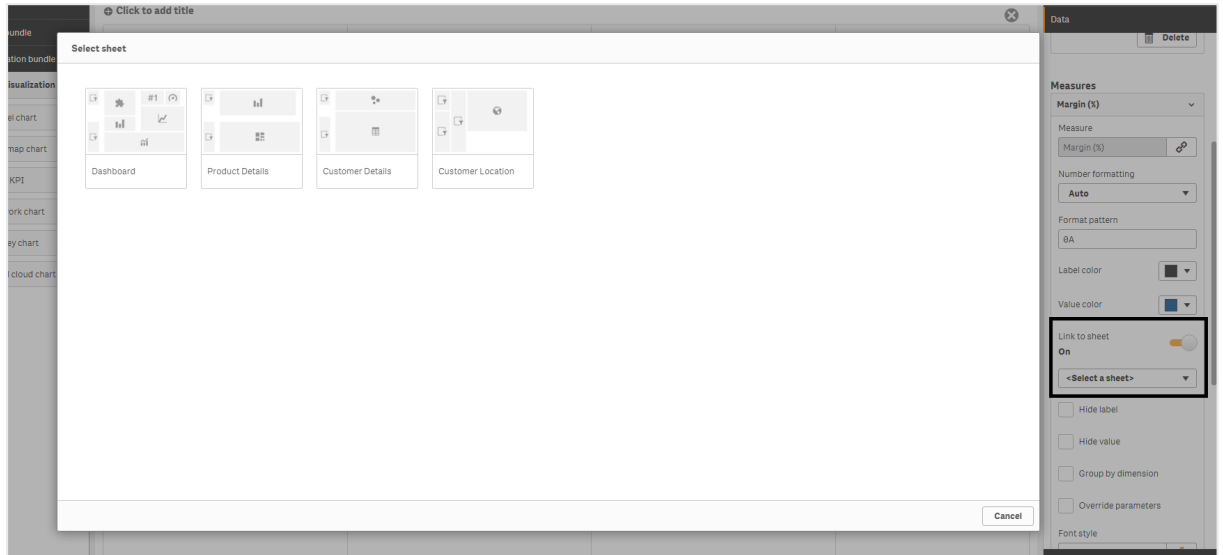 Click to add title
bundle
ation bundle
isualization
el chart
map chart
KPI
ork chart
ey chart
l cloud chart
Select sheet
#1
Dashboard
Product Details
Customer Details
Customer Location
Cancel
Data
Delete
Measures
Margin (%)
Measure
Margin (%)
Number formatting
Auto
Format pattern
0A
Label color
Value color
Link to sheet
On
<Select a sheet>
Hide label
Hide value
Group by dimension
Override parameters
Font style